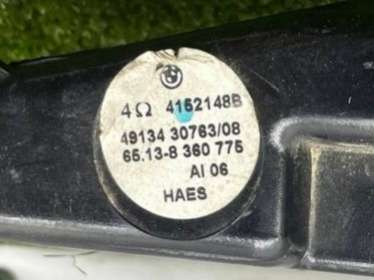 4Ω 4152148B
49134 30763/08
65.13-8 360 775
AI 06
HAES